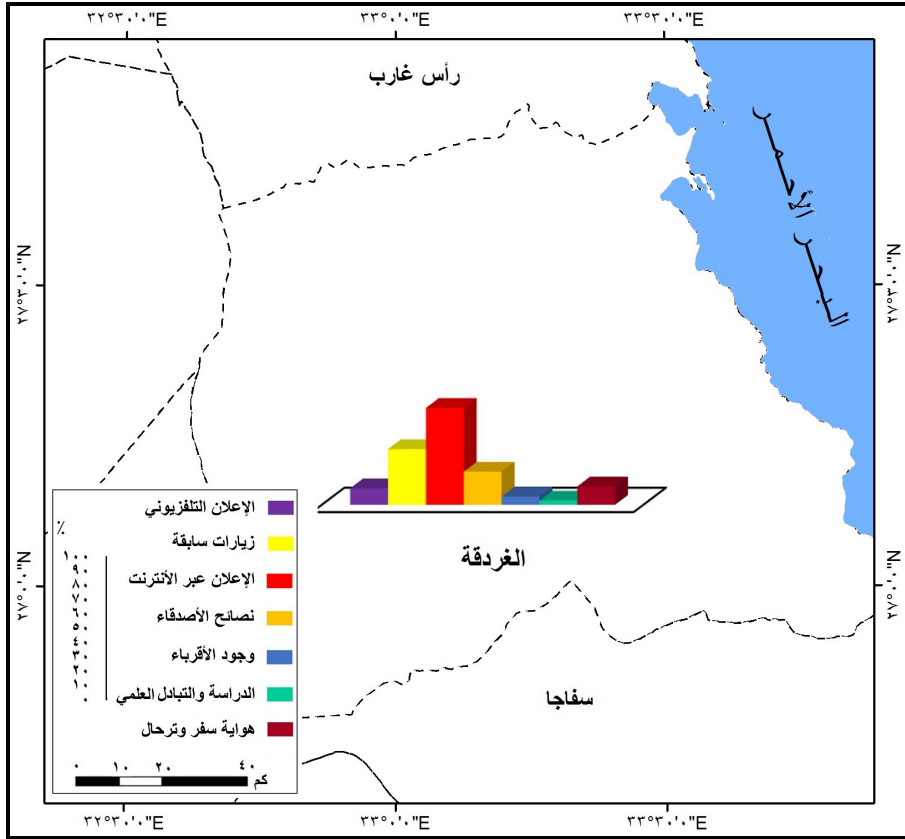 ٣٢°٣٠'٠"E ٣٣°٠'٠"E ٣٣°٣٠'٠"E
رأس غارب
البحر الأحمر
٢٧°٣٠'٠"N ٢٧°٣٠'٠"N
الإعلان التلفزيوني
زيارات سابقة
الإعلان عبر الأنترنت
نصائح الأصدقاء
وجود الأقرباء
الدراسة والتبادل العلمي
هواية سفر وترحال
٪
١٠٠
٩٠
٨٠
٧٠
٦٠
٥٠
٤٠
٣٠
٢٠
١٠
٠
٠ ١٠ ٢٠ ٤٠ كم
الغردقة
٢٧°٠'٠"N ٢٧°٠'٠"N
سفاجا
٣٢°٣٠'٠"E ٣٣°٠'٠"E ٣٣°٣٠'٠"E